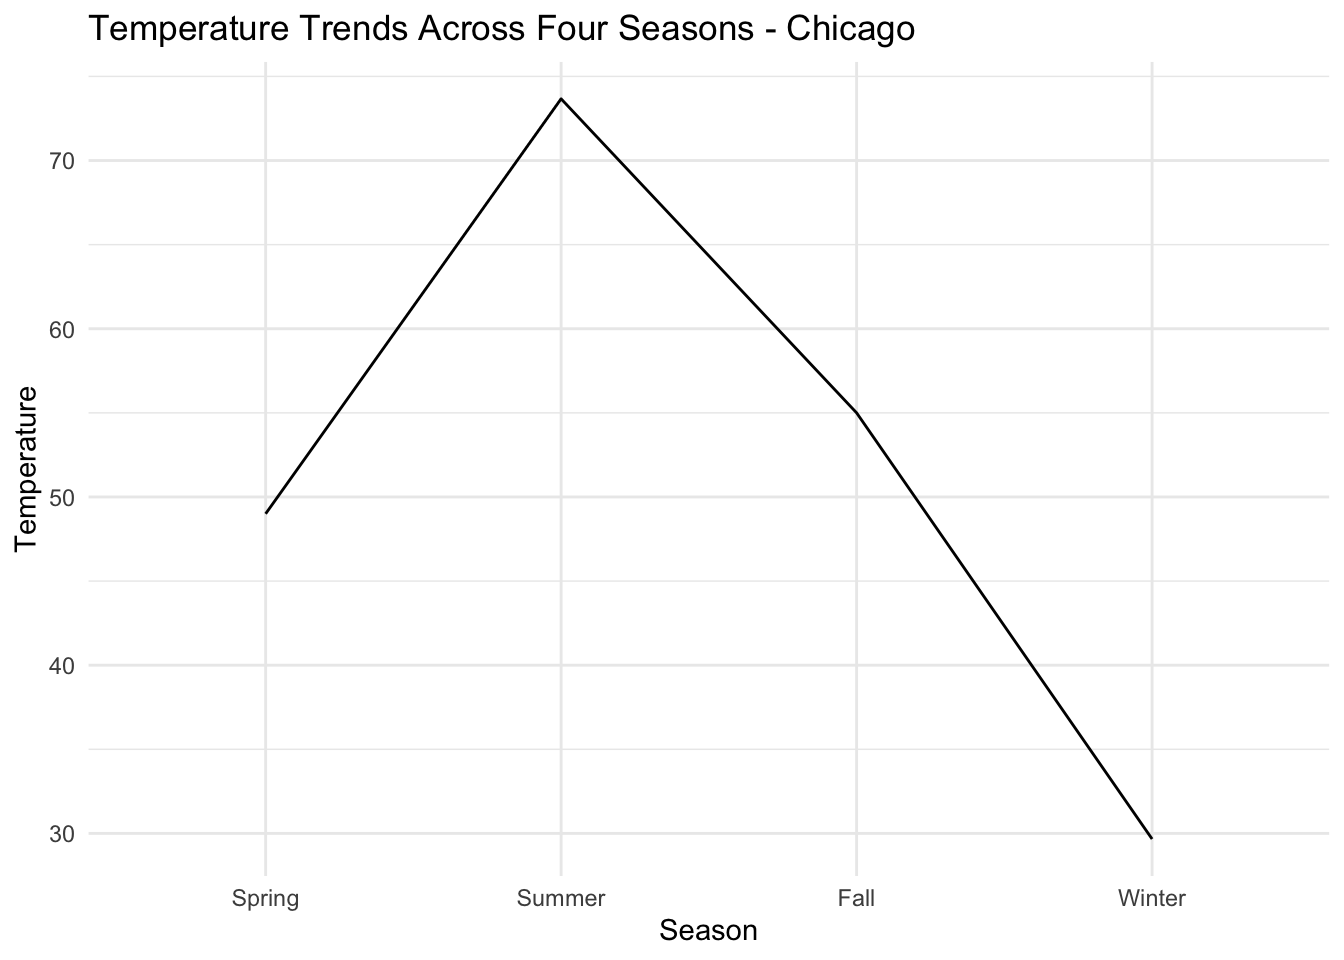 Temperature Trends Across Four Seasons - Chicago
Temperature
70
60
50
40
30
Spring Summer Fall Winter
Season